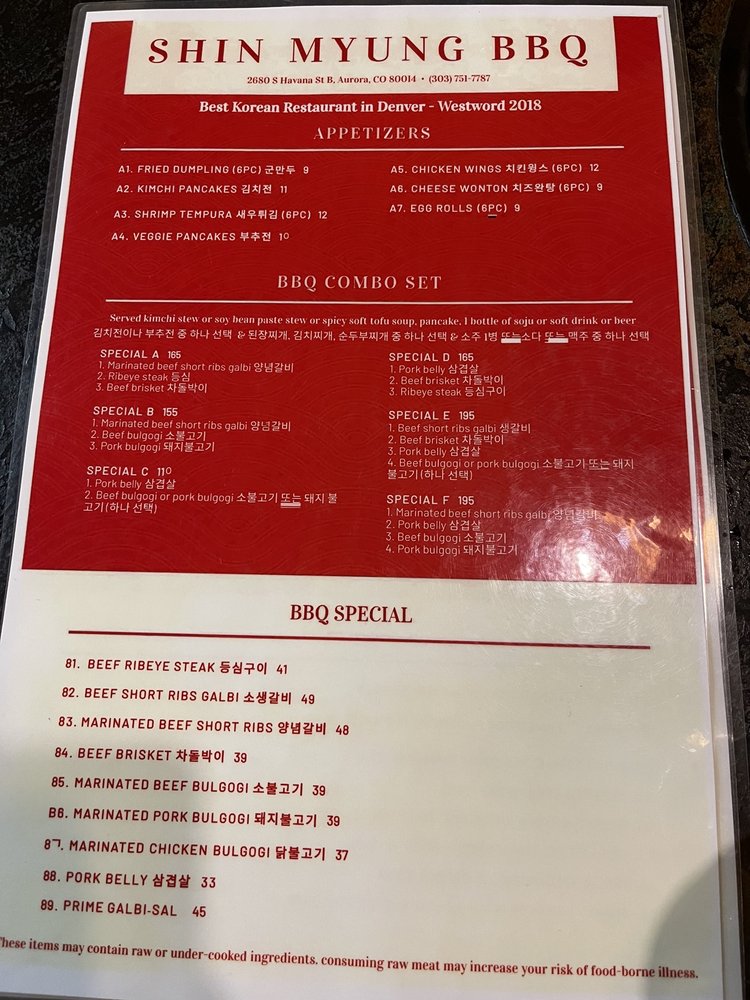 SHIN MYUNG BBQ
2680 S Havana St B, Aurora, CO 80014 • (303) 751-7787
Best Korean Restaurant in Denver - Westword 2018
APPETIZERS
A1. FRIED DUMPLING (6PC) 군만두 9
A2. KIMCHI PANCAKES 김치전 11
A3. SHRIMP TEMPURA 새우튀김 (6PC) 12
A4. VEGGIE PANCAKES 부추전 10
A5. CHICKEN WINGS 치킨윙스 (6PC) 12
A6. CHEESE WONTON 치즈완탕 (6PC) 9
A7. EGG ROLLS (6PC) 9
BBQ COMBO SET
Served kimchi stew or soy bean paste stew or spicy soft tofu soup, pancake, 1 bottle of soju or soft drink or beer
김치전이나 부추전 중 하나 선택 & 된장찌개, 김치찌개, 순두부찌개 중 하나 선택 & 소주 1병 또는소다 또는 맥주 중 하나 선택
SPECIAL A 165
1. Marinated beef short ribs galbi 양념갈비
2. Ribeye steak 등심
3. Beef brisket 차돌박이
SPECIAL B 155
1. Marinated beef short ribs galbi 양념갈비
2. Beef bulgogi 소불고기
3. Pork bulgogi 돼지불고기
SPECIAL C 110
1. Pork belly 삼겹살
2. Beef bulgogi or pork bulgogi 소불고기 또는 돼지 불
고기 (하나 선택)
SPECIAL D 165
1. Pork belly 삼겹살
2. Beef brisket 차돌박이
3. Ribeye steak 등심구이
SPECIAL E 195
1. Beef short ribs galbi 생갈비
2. Beef brisket 차돌박이
3. Pork belly 삼겹살
4. Beef bulgogi or pork bulgogi 소불고기 또는 돼지
불고기 (하나 선택)
SPECIAL F 195
1. Marinated beef short ribs galbi 양념갈비
2. Pork belly 삼겹살
3. Beef bulgogi 소불고기
4. Pork bulgogi 돼지불고기
BBQ SPECIAL
81. BEEF RIBEYE STEAK 등심구이 41
82. BEEF SHORT RIBS GALBI 소생갈비 49
83. MARINATED BEEF SHORT RIBS 양념갈비 48
84. BEEF BRISKET 차돌박이 39
85. MARINATED BEEF BULGOGI 소불고기 39
B6. MARINATED PORK BULGOGI 돼지불고기 39
87. MARINATED CHICKEN BULGOGI 닭불고기 37
88. PORK BELLY 삼겹살 33
89. PRIME GALBI-SAL 45
These items may contain raw or under-cooked ingredients. consuming raw meat may increase your risk of food-borne illness.